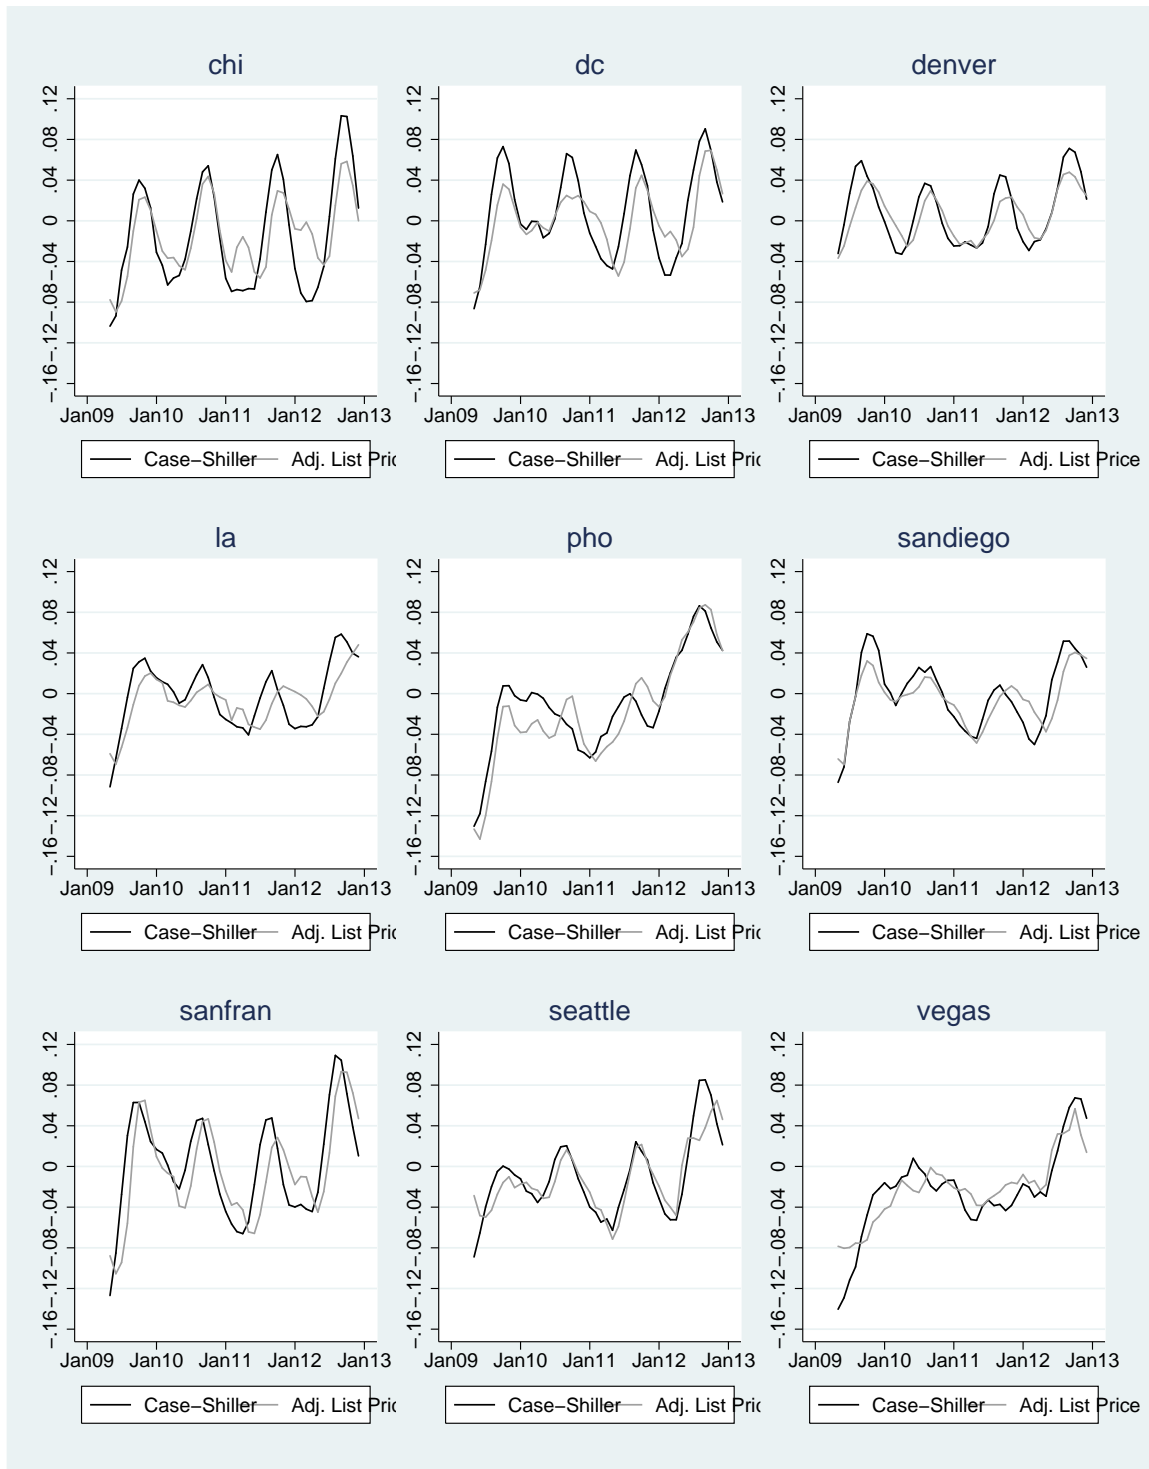 chi dc denver
.12 .12 .12
.08 .08 .08
.04 .04 .04
0 0 0
−.04 −.04 −.04
−.08 −.08 −.08
−.12 −.12 −.12
−.16 −.16 −.16
Jan09 Jan10 Jan11 Jan12 Jan13 Jan09 Jan10 Jan11 Jan12 Jan13 Jan09 Jan10 Jan11 Jan12 Jan13
Case−Shiller Adj. List Pric Case−Shiller Adj. List Pric Case−Shiller Adj. List Price
la pho sandiego
.12 .12 .12
.08 .08 .08
.04 .04 .04
0 0 0
−.04 −.04 −.04
−.08 −.08 −.08
−.12 −.12 −.12
−.16 −.16 −.16
Jan09 Jan10 Jan11 Jan12 Jan13 Jan09 Jan10 Jan11 Jan12 Jan13 Jan09 Jan10 Jan11 Jan12 Jan13
Case−Shiller Adj. List Pric Case−Shiller Adj. List Pric Case−Shiller Adj. List Price
sanfran seattle vegas
.12 .12 .12
.08 .08 .08
.04 .04 .04
0 0 0
−.04 −.04 −.04
−.08 −.08 −.08
−.12 −.12 −.12
−.16 −.16 −.16
Jan09 Jan10 Jan11 Jan12 Jan13 Jan09 Jan10 Jan11 Jan12 Jan13 Jan09 Jan10 Jan11 Jan12 Jan13
Case−Shiller Adj. List Pric Case−Shiller Adj. List Pric Case−Shiller Adj. List Price